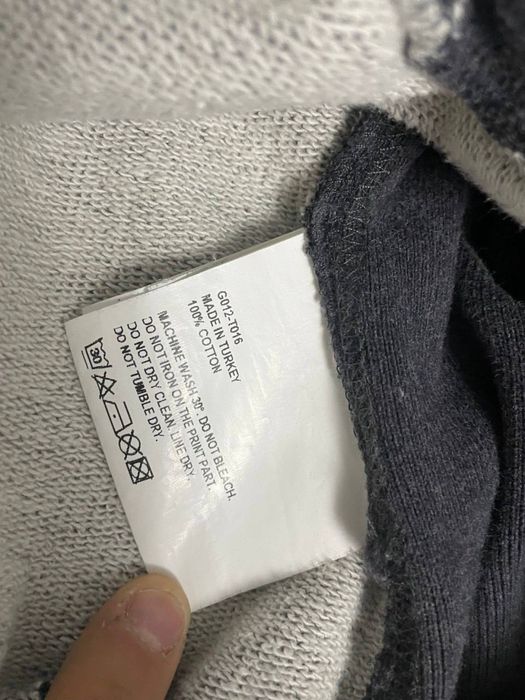 G012-T016
MADE IN TURKEY
100% COTTON
MACHINE WASH 30°. DO NOT BLEACH.
DO NOT IRON ON THE PRINT PART.
DO NOT DRY CLEAN. LINE DRY.
DO NOT TUMBLE DRY.
30